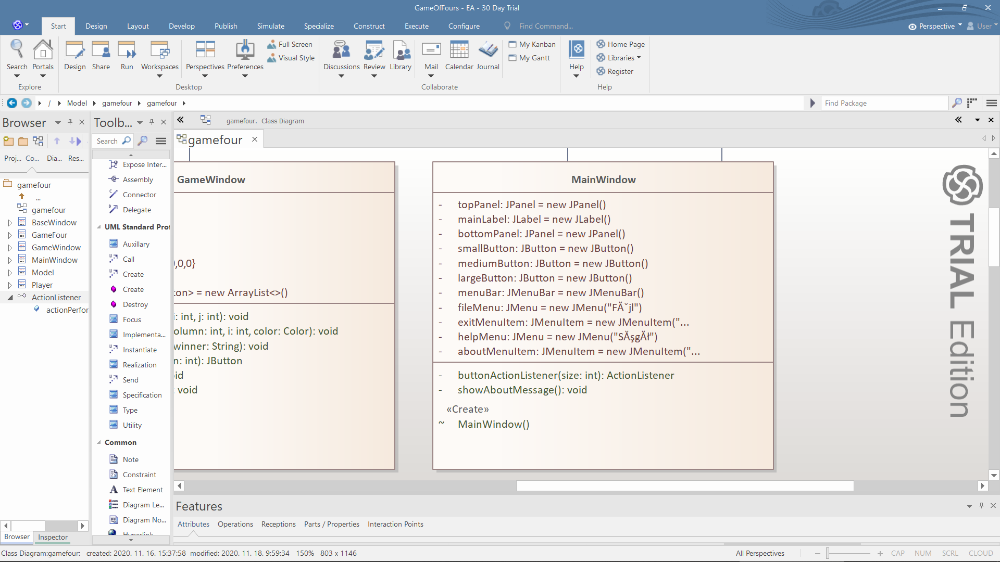 GameOfFours - EA - 30 Day Trial
Start Design Layout Develop Publish Simulate Specialize Construct Execute Configure Find Command... Perspective User
Full Screen My Kanban Home Page
Visual Style My Gantt Libraries
Search Portals Design Share Run Workspaces Perspectives Preferences Discussions Review Library Mail Calendar Journal Help Register
Explore Desktop Collaborate Help
/ Model gamefour gamefour Find Package
Browser Toolb... gamefour. Class Diagram
Search gamefour
Proj... Co... Dia... Res...
gamefour
...
gamefour
BaseWindow
GameFour
GameWindow
MainWindow
Model
Player
ActionListener
actionPerfor
Browser Inspector
Expose Inter...
Assembly
Connector
Delegate
UML Standard Prof
Auxillary
Call
Create
Create
Destroy
Focus
Implementa...
Instantiate
Realization
Send
Specification
Type
Utility
Common
Note
Constraint
Text Element
Diagram Le...
Diagram No...
Hyperlink
GameWindow
,0,0}
ton> = new ArrayList<>()
i: int, j: int): void
olumn: int, i: int, color: Color): void
winner: String): void
n: int): JButton
id
: void
MainWindow
- topPanel: JPanel = new JPanel()
- mainLabel: JLabel = new JLabel()
- bottomPanel: JPanel = new JPanel()
- smallButton: JButton = new JButton()
- mediumButton: JButton = new JButton()
- largeButton: JButton = new JButton()
- menuBar: JMenuBar = new JMenuBar()
- fileMenu: JMenu = new JMenu("FĂˇjl")
- exitMenuItem: JMenuItem = new JMenuItem("...
- helpMenu: JMenu = new JMenu("SĂşgĂł")
- aboutMenuItem: JMenuItem = new JMenuItem("...
- buttonActionListener(size: int): ActionListener
- showAboutMessage(): void
«Create»
~ MainWindow()
TRIAL Edition
Features
Attributes Operations Receptions Parts / Properties Interaction Points
Class Diagram:gamefour: created: 2020. 11. 16. 15:37:58 modified: 2020. 11. 18. 9:59:34 150% 803 x 1146 All Perspectives CAP NUM SCRL CLOUD